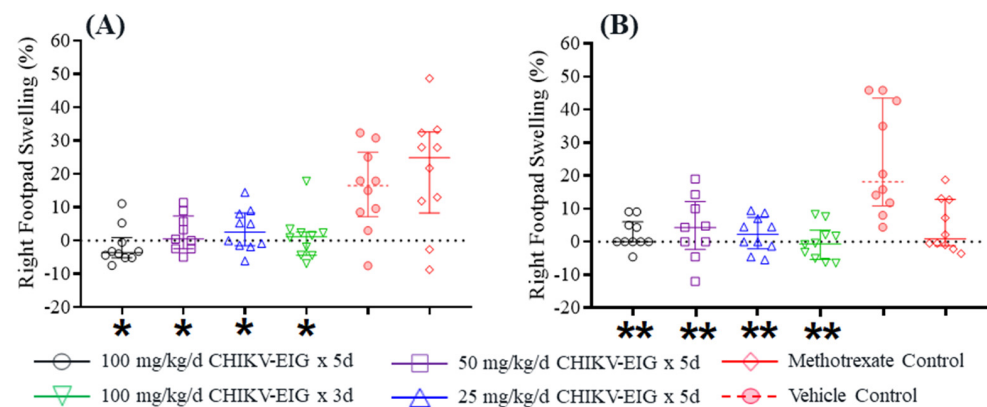 (A)
Right Footpad Swelling (%)
60
50
40
30
20
10
0
-10
-20
* * * *
(B)
Right Footpad Swelling (%)
60
50
40
30
20
10
0
-10
-20
** ** ** **
100 mg/kg/d CHIKV-EIG x 5d
50 mg/kg/d CHIKV-EIG x 5d
Methotrexate Control
100 mg/kg/d CHIKV-EIG x 3d
25 mg/kg/d CHIKV-EIG x 5d
Vehicle Control